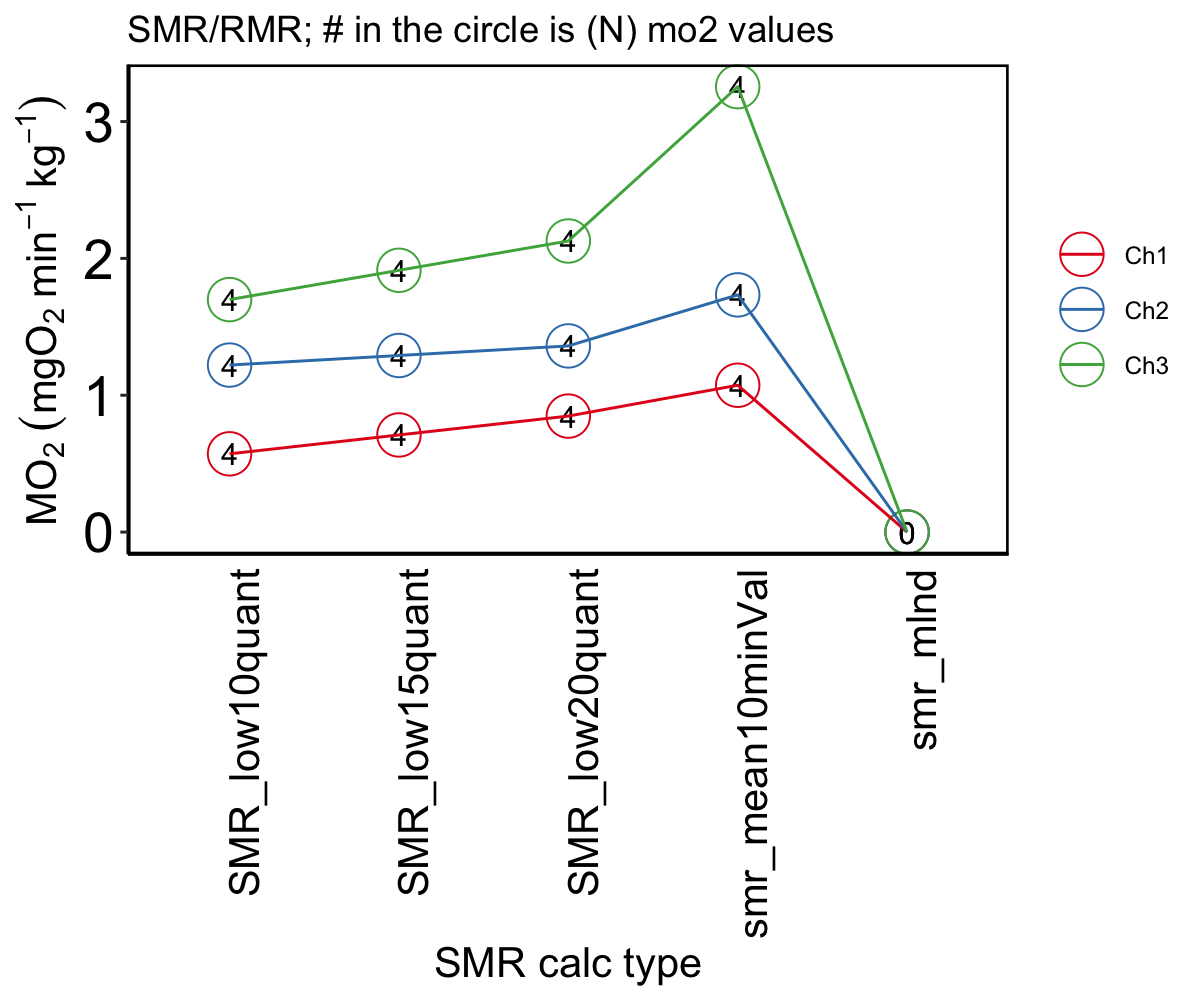 SMR/RMR; # in the circle is (N) mo2 values
MO₂ (mgO₂ min⁻¹ kg⁻¹)
3
2
1
0
4
4
4
4
4
4
4
4
4
4
4
4
0
Ch1
Ch2
Ch3
SMR_low10quant
SMR_low15quant
SMR_low20quant
smr_mean10minVal
smr_mlnd
SMR calc type